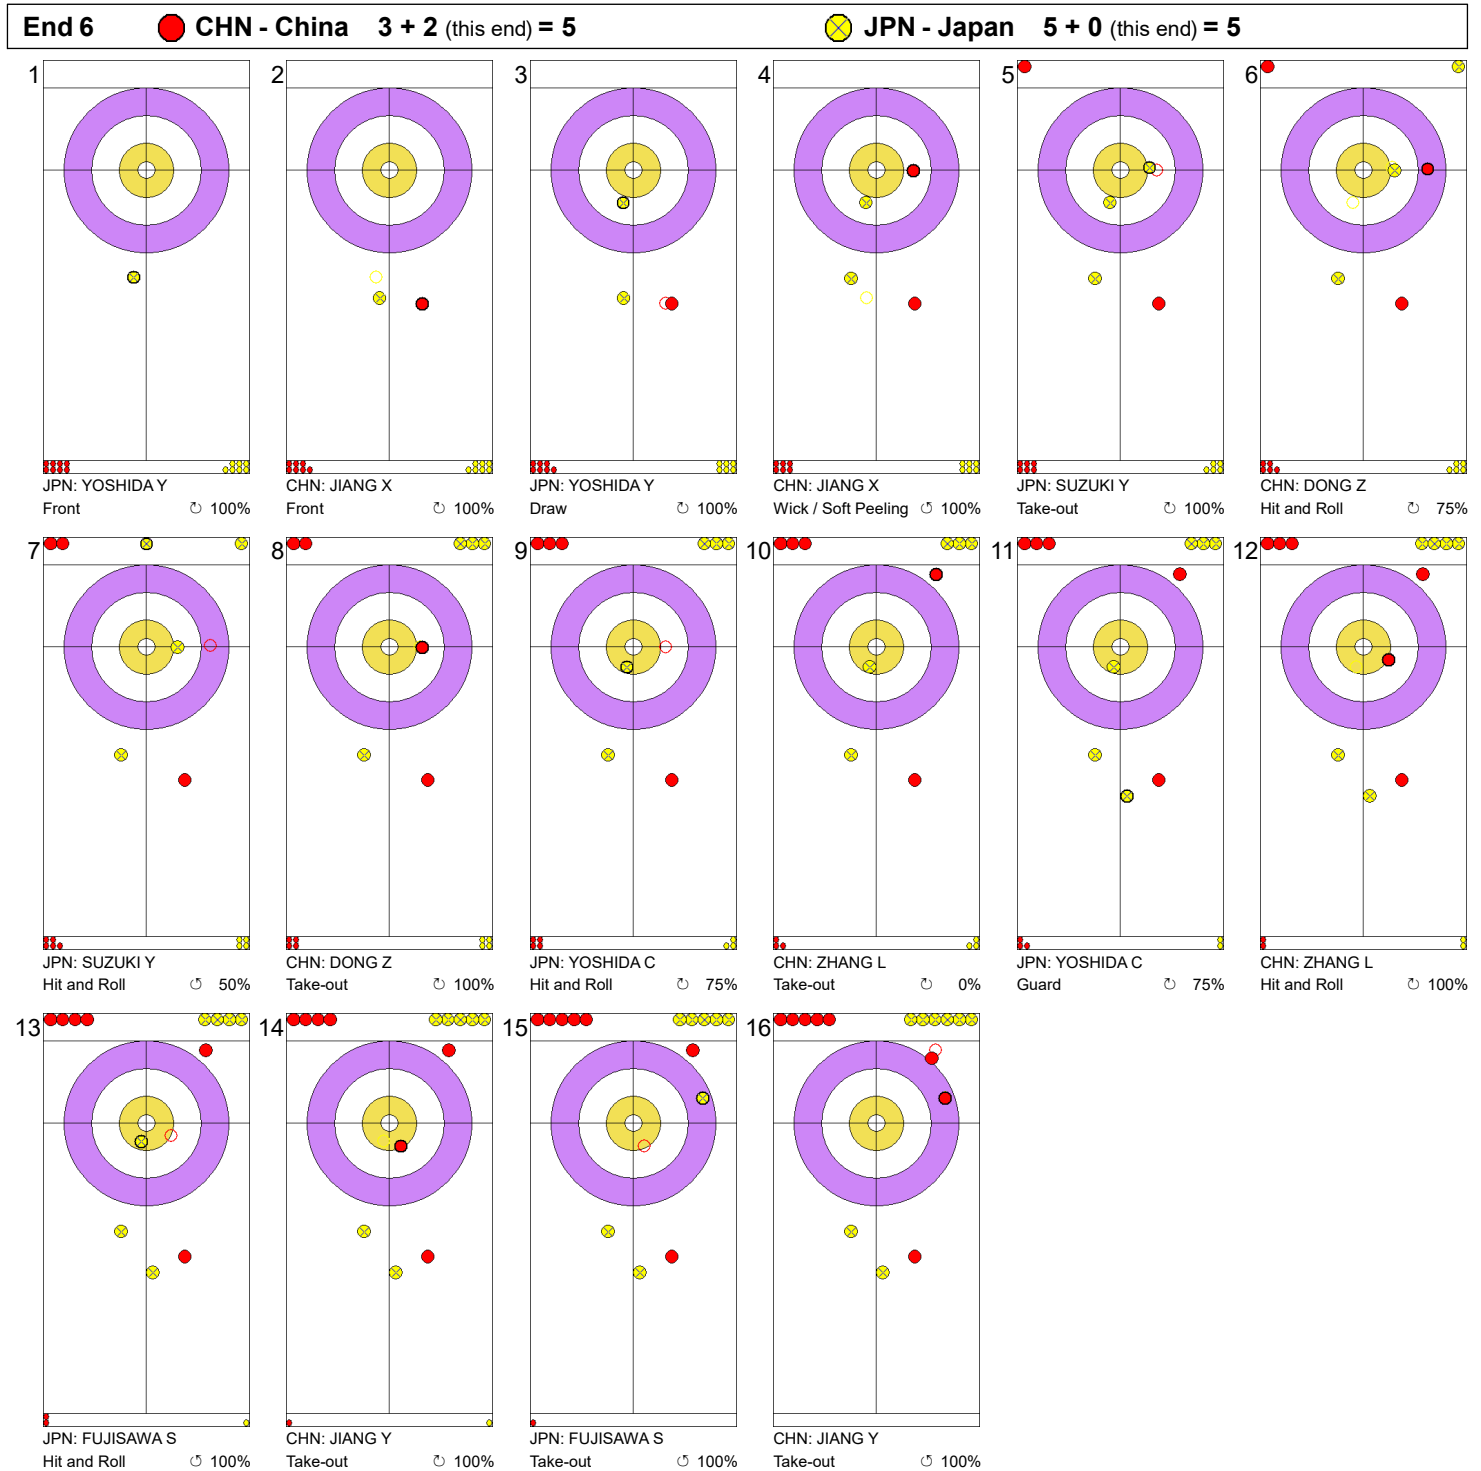 End 6 CHN - China 3 + 2 (this end) = 5 JPN - Japan 5 + 0 (this end) = 5
1 2 3 4 5 6
JPN: YOSHIDA Y CHN: JIANG X JPN: YOSHIDA Y CHN: JIANG X JPN: SUZUKI Y CHN: DONG Z
Front ↻ 100% Front ↻ 100% Draw ↻ 100% Wick / Soft Peeling ↺ 100% Take-out ↻ 100% Hit and Roll ↻ 75%
7 8 9 10 11 12
JPN: SUZUKI Y CHN: DONG Z JPN: YOSHIDA C CHN: ZHANG L JPN: YOSHIDA C CHN: ZHANG L
Hit and Roll ↺ 50% Take-out ↻ 100% Hit and Roll ↻ 75% Take-out ↻ 0% Guard ↻ 75% Hit and Roll ↻ 100%
13 14 15 16
JPN: FUJISAWA S CHN: JIANG Y JPN: FUJISAWA S CHN: JIANG Y
Hit and Roll ↺ 100% Take-out ↻ 100% Take-out ↺ 100% Take-out ↺ 100%